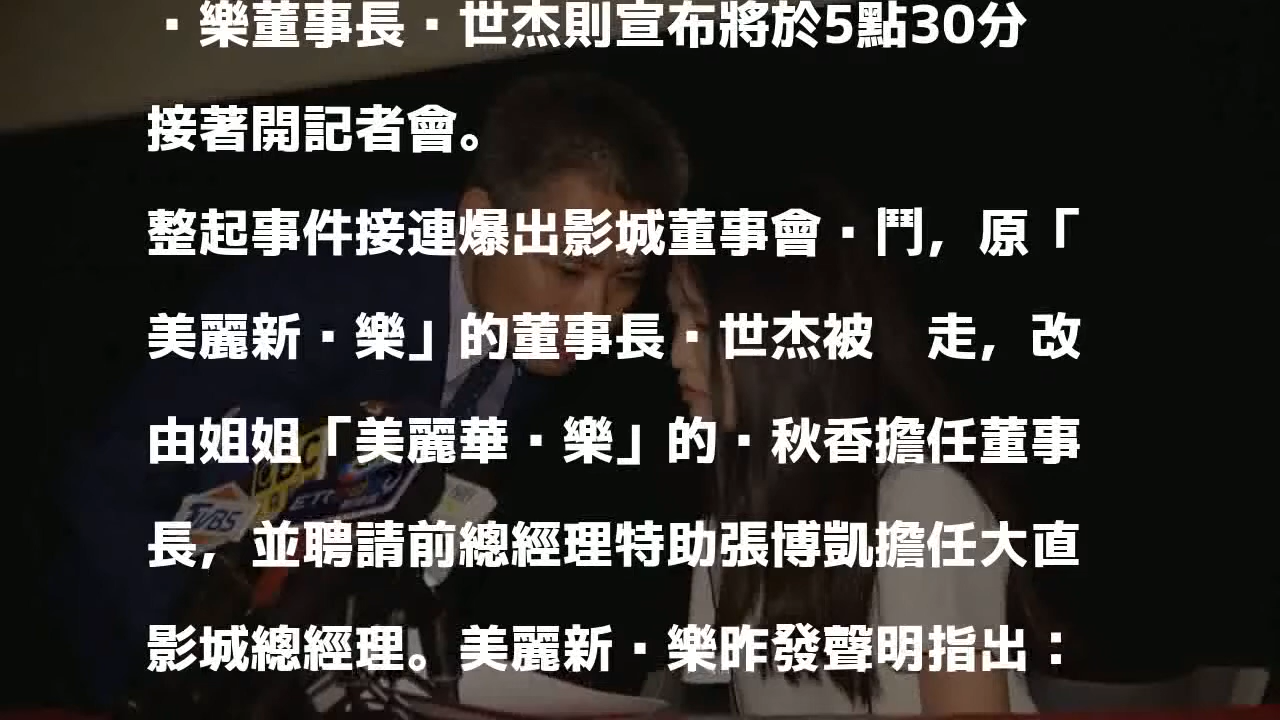 ▪樂董事長▪世杰則宣布將於5點30分
接著開記者會。
整起事件接連爆出影城董事會▪鬥，原「
美麗新▪樂」的董事長▪世杰被　走，改
由姐姐「美麗華▪樂」的▪秋香擔任董事
長，並聘請前總經理特助張博凱擔任大直
影城總經理。美麗新▪樂昨發聲明指出：
TVBS